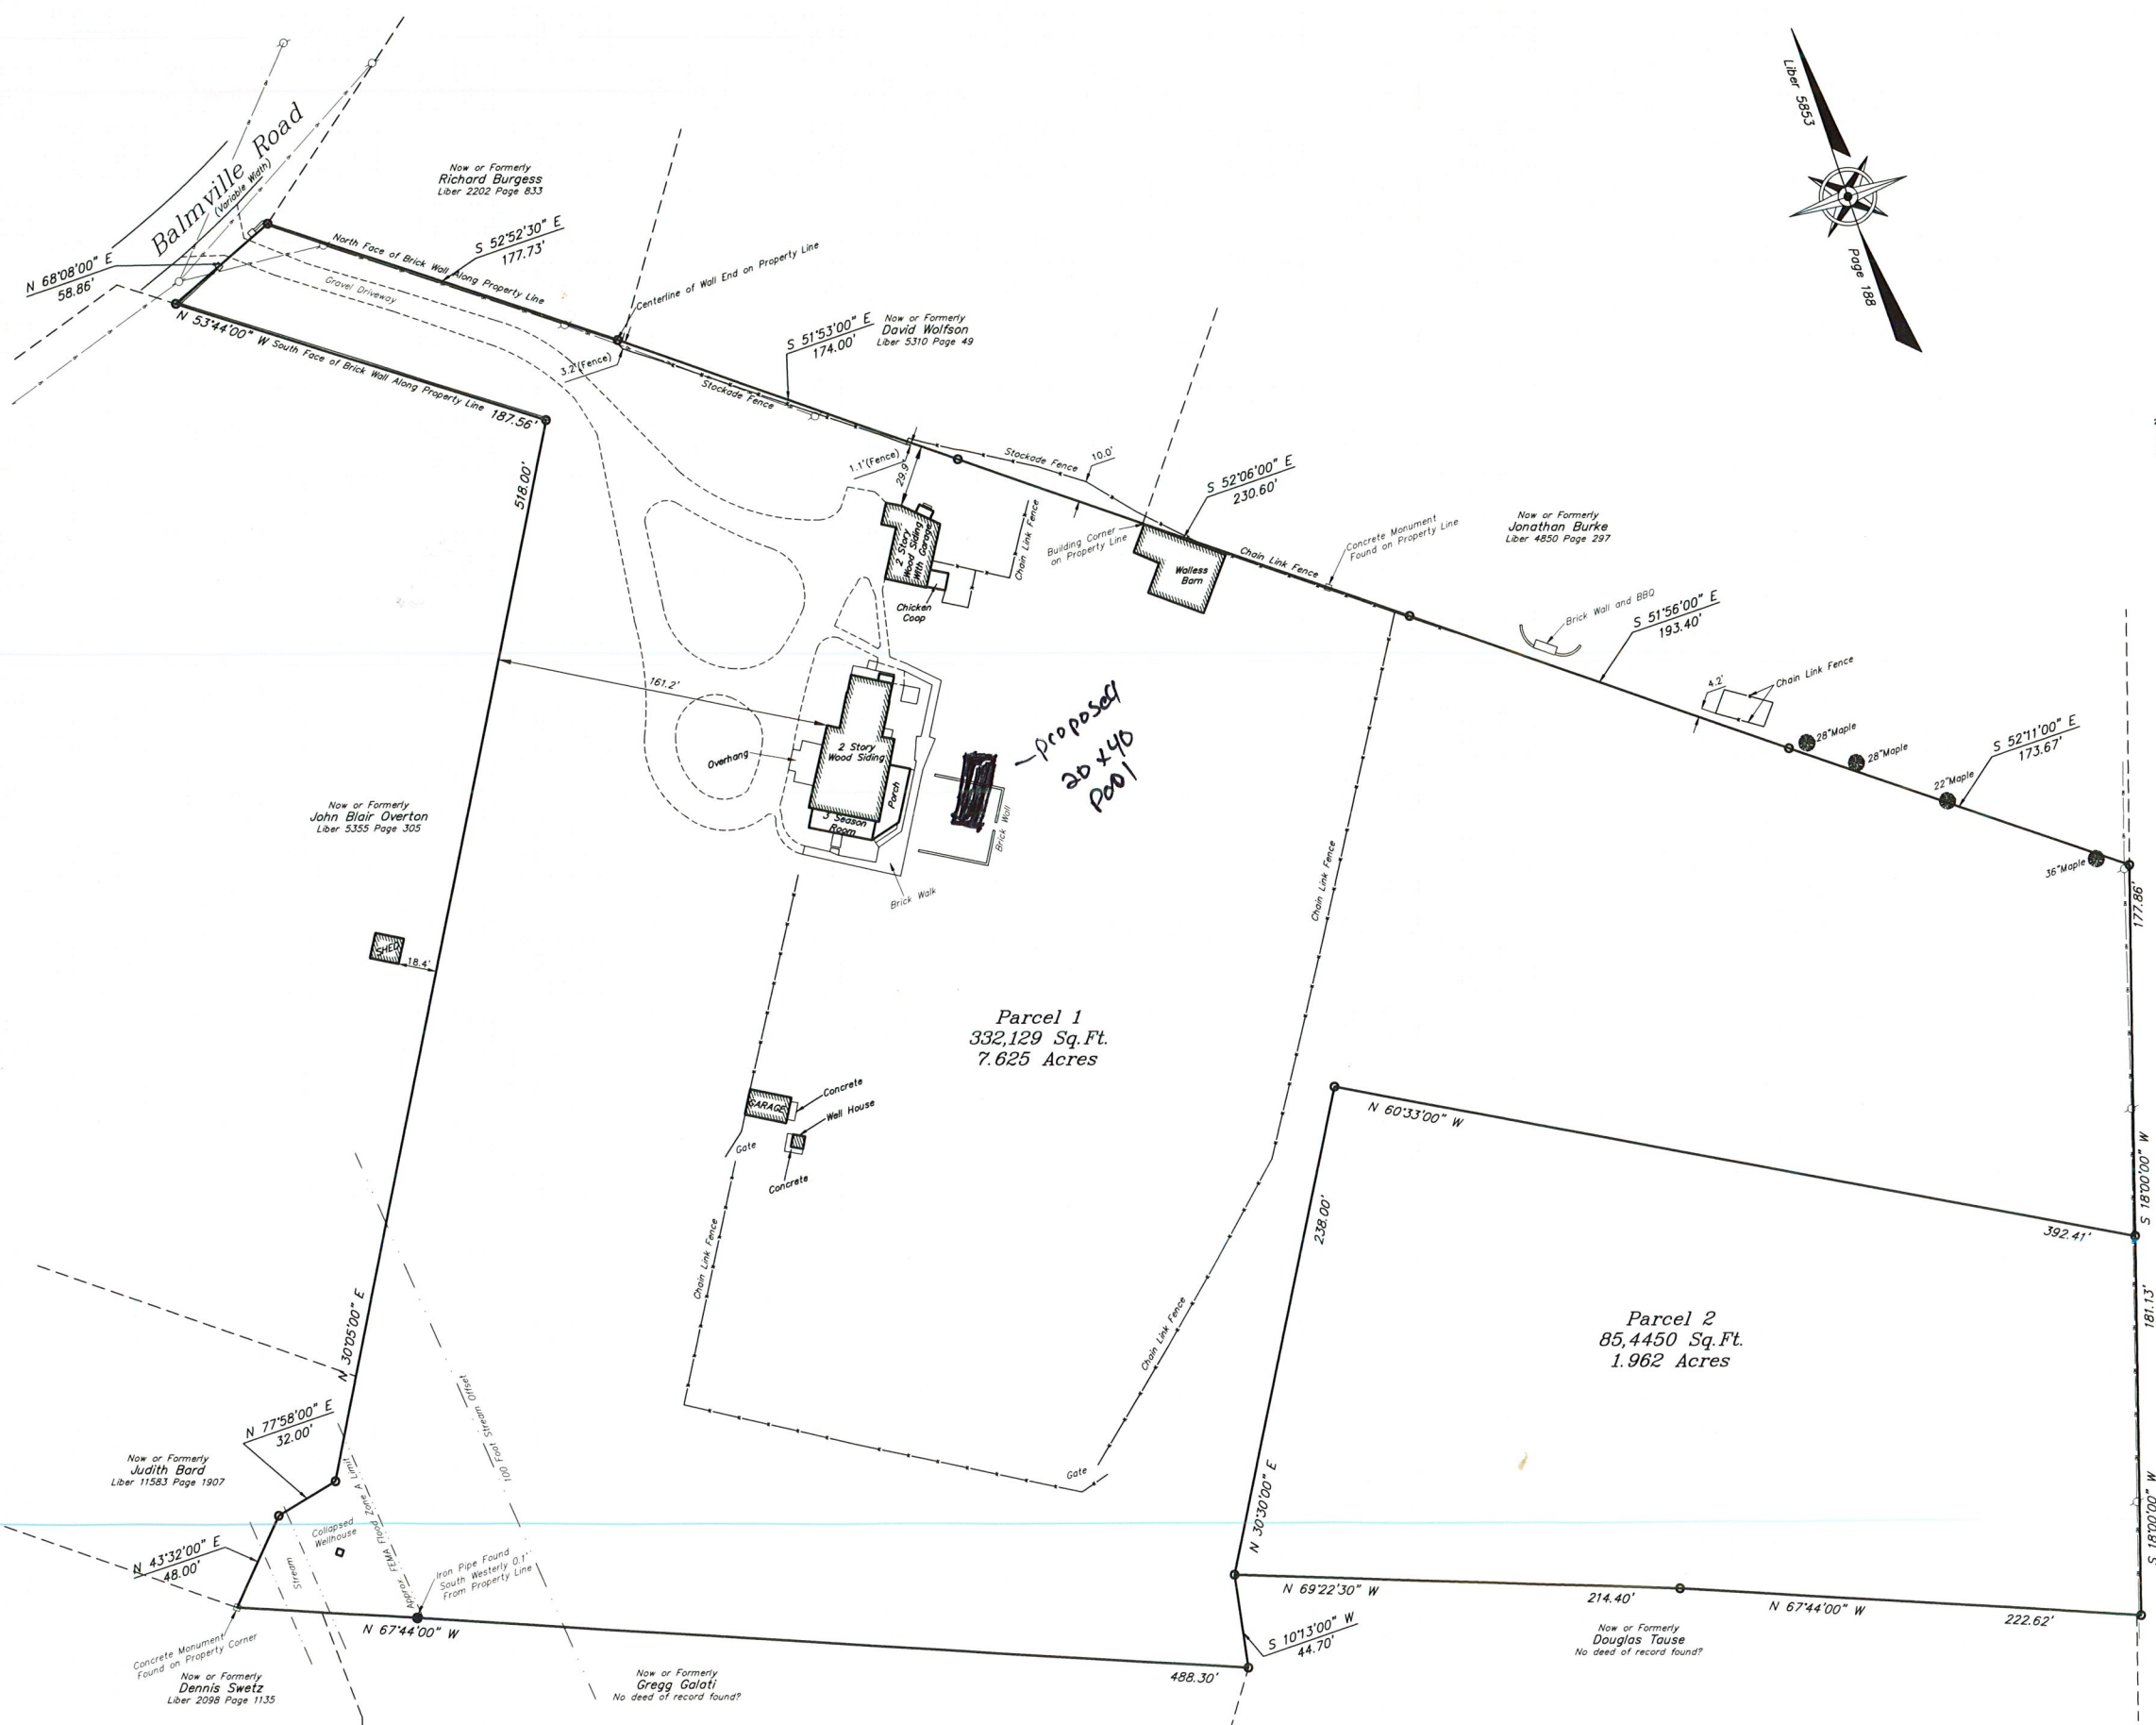 Liber 5853
Page 188
Balmville Road
(Variable Width)
N 68°08'00" E
58.86'
Now or Formerly
Richard Burgess
Liber 2202 Page 833
S 52°52'30" E
177.73'
North Face of Brick Wall Along Property Line
Gravel Driveway
Centerline of Wall End on Property Line
N 53°44'00" W South Face of Brick Wall Along Property Line 187.56'
3.2'(Fence)
Stockade Fence
S 51°53'00" E
174.00'
Now or Formerly
David Wolfson
Liber 5310 Page 49
518.00'
1.1'(Fence)
29.9'
Stockade Fence
10.0'
S 52°06'00" E
230.60'
2 Story
Wood Siding
With Garage
Chain Link Fence
Chicken
Coop
Building Corner
on Property Line
Walless
Barn
Chain Link Fence
Concrete Monument
Found on Property Line
Now or Formerly
Jonathan Burke
Liber 4850 Page 297
Brick Wall and BBQ
S 51°56'00" E
193.40'
4.2'
Chain Link Fence
28"Maple
28"Maple
22"Maple
S 52°11'00" E
173.67'
36"Maple
177.86'
161.2'
Overhang
2 Story
Wood Siding
Porch
3 Season
Room
Brick Wall
Brick Walk
proposed
20 x 40
pool
Chain Link Fence
Now or Formerly
John Blair Overton
Liber 5355 Page 305
SHED
18.4'
Parcel 1
332,129 Sq.Ft.
7.625 Acres
GARAGE
Concrete
Well House
Gate
Concrete
Chain Link Fence
Chain Link Fence
Gate
N 60°33'00" W
392.41'
S 18°00'00" W
238.00'
N 30°30'00" E
181.13'
S 18°00'00" W
Parcel 2
85,4450 Sq.Ft.
1.962 Acres
N 30°05'00" E
N 77°58'00" E
32.00'
Now or Formerly
Judith Bard
Liber 11583 Page 1907
N 43°32'00" E
48.00'
Stream
Collapsed
Wellhouse
Approx. FEMA Flood Zone A Limit
100 Foot Stream Offset
Iron Pipe Found
South Westerly 0.1'
From Property Line
N 67°44'00" W
488.30'
S 10°13'00" W
44.70'
N 69°22'30" W
214.40'
N 67°44'00" W
222.62'
Concrete Monument
Found on Property Corner
Now or Formerly
Dennis Swetz
Liber 2098 Page 1135
Now or Formerly
Gregg Galati
No deed of record found?
Now or Formerly
Douglas Tause
No deed of record found?